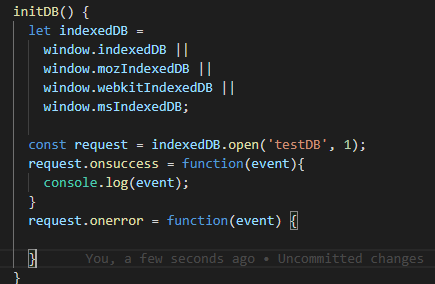 initDB() {
  let indexedDB =
    window.indexedDB ||
    window.mozIndexedDB ||
    window.webkitIndexedDB ||
    window.msIndexedDB;

  const request = indexedDB.open('testDB', 1);
  request.onsuccess = function(event){
    console.log(event);
  }
  request.onerror = function(event) {

  } You, a few seconds ago • Uncommitted changes
}